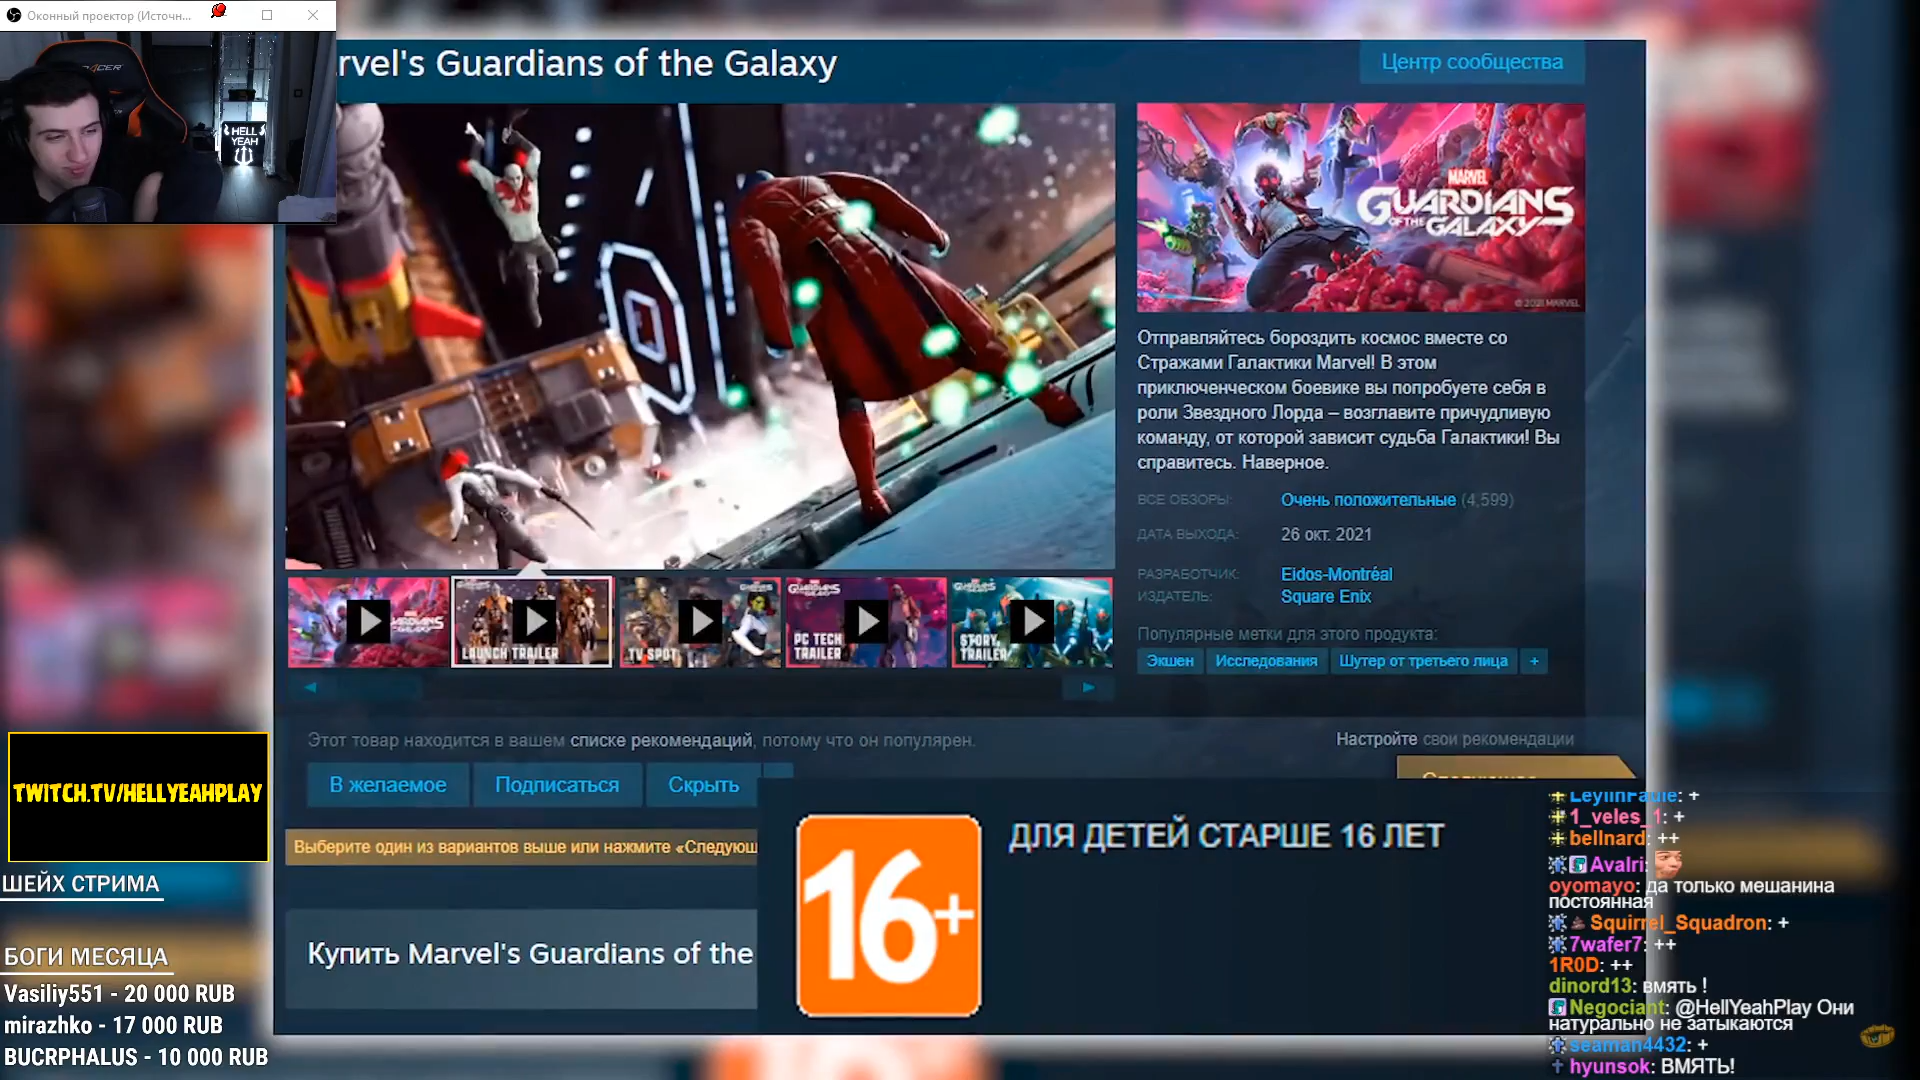 Оконный проектор (Источн...
RACER
HELL
YEAH
rvel's Guardians of the Galaxy
Центр сообщества
MARVEL
GUARDIANS
OF THE
GALAXY
© 2021 MARVEL
Отправляйтесь бороздить космос вместе со
Стражами Галактики Marvel! В этом
приключенческом боевике вы попробуете себя в
роли Звездного Лорда – возглавите причудливую
команду, от которой зависит судьба Галактики! Вы
справитесь. Наверное.
ВСЕ ОБЗОРЫ: Очень положительные (4,599)
ДАТА ВЫХОДА: 26 окт. 2021
РАЗРАБОТЧИК: Eidos-Montréal
ИЗДАТЕЛЬ: Square Enix
Популярные метки для этого продукта:
Экшен Исследования Шутер от третьего лица +
LAUNCH TRAILER
TV SPOT
GUARDIANS
PC TECH
TRAILER
GUARDIANS
STORY
TRAILER
Этот товар находится в вашем списке рекомендаций, потому что он популярен.
Настройте свои рекомендации
В желаемое Подписаться Скрыть
Выберите один из вариантов выше или нажмите «Следующ
Купить Marvel's Guardians of the
16+
ДЛЯ ДЕТЕЙ СТАРШЕ 16 ЛЕТ
TWITCH.TV/HELLYEAHPLAY
ШЕЙХ СТРИМА
БОГИ МЕСЯЦА
Vasiliy551 - 20 000 RUB
mirazhko - 17 000 RUB
BUCRPHALUS - 10 000 RUB
LeylinFaule: +
1_veles_1: +
bellnard: ++
Avalri:
oyomayo: да только мешанина
постоянная
Squirrel_Squadron: +
7wafer7: ++
1R0D: ++
dinord13: вмять !
Negociant: @HellYeahPlay Они
натурально не затыкаются
seaman4432: +
hyunsok: ВМЯТЬ!